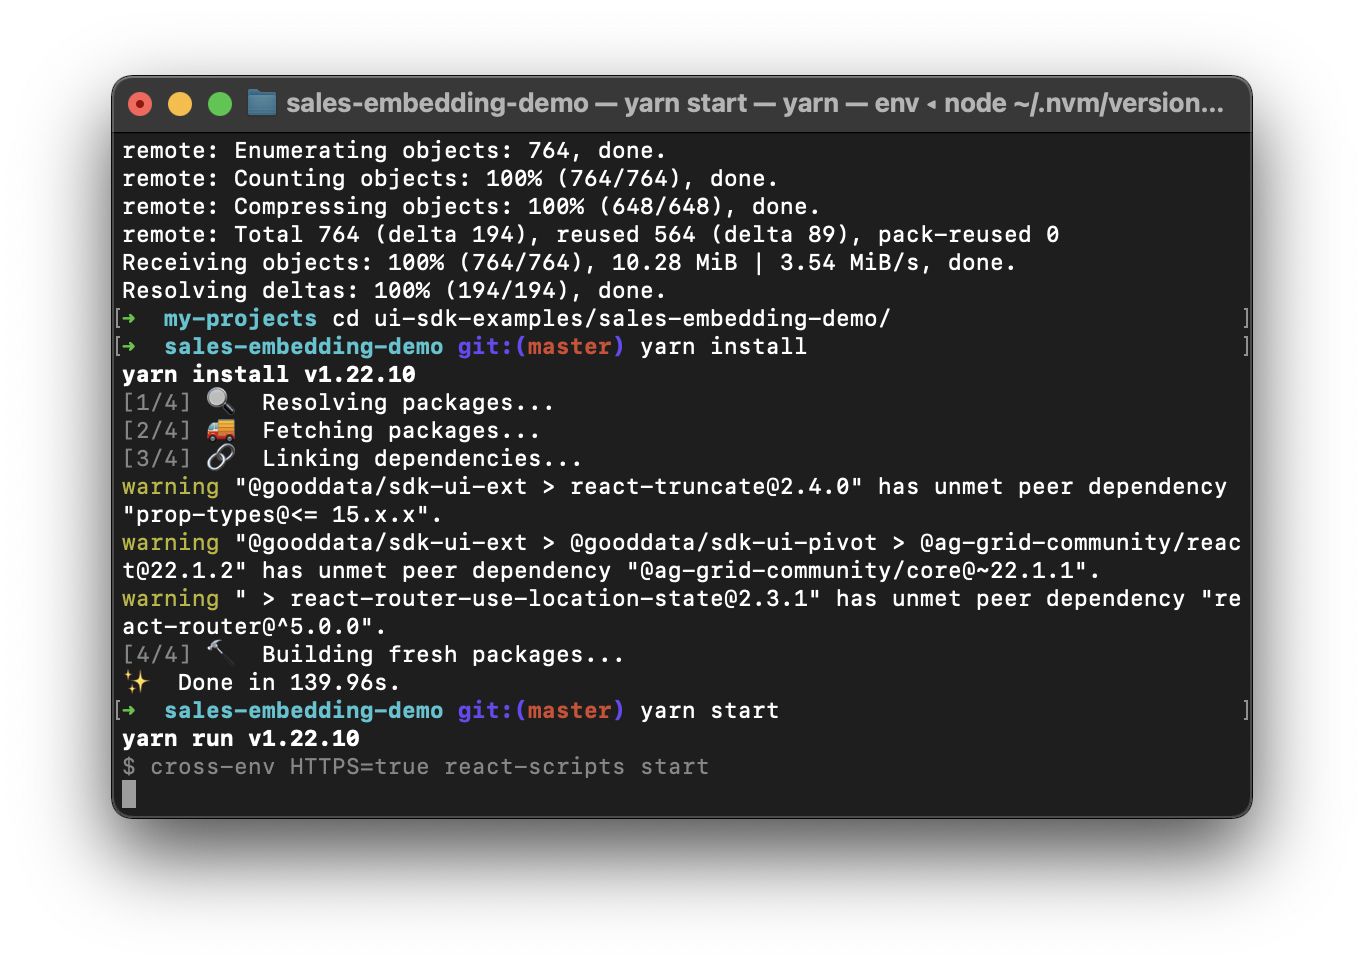 sales-embedding-demo — yarn start — yarn — env ◂ node ~/.nvm/version...
remote: Enumerating objects: 764, done.
remote: Counting objects: 100% (764/764), done.
remote: Compressing objects: 100% (648/648), done.
remote: Total 764 (delta 194), reused 564 (delta 89), pack-reused 0
Receiving objects: 100% (764/764), 10.28 MiB | 3.54 MiB/s, done.
Resolving deltas: 100% (194/194), done.
[➜  my-projects cd ui-sdk-examples/sales-embedding-demo/ ]
[➜  sales-embedding-demo git:(master) yarn install ]
yarn install v1.22.10
[1/4] 🔍  Resolving packages...
[2/4] 🚚  Fetching packages...
[3/4] 🔗  Linking dependencies...
warning "@gooddata/sdk-ui-ext > react-truncate@2.4.0" has unmet peer dependency
"prop-types@<= 15.x.x".
warning "@gooddata/sdk-ui-ext > @gooddata/sdk-ui-pivot > @ag-grid-community/reac
t@22.1.2" has unmet peer dependency "@ag-grid-community/core@~22.1.1".
warning " > react-router-use-location-state@2.3.1" has unmet peer dependency "re
act-router@^5.0.0".
[4/4] 🔨  Building fresh packages...
✨  Done in 139.96s.
[➜  sales-embedding-demo git:(master) yarn start ]
yarn run v1.22.10
$ cross-env HTTPS=true react-scripts start